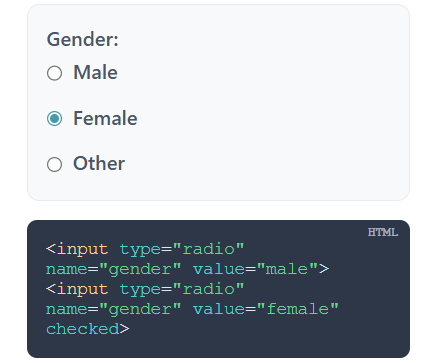 Gender:
Male
Female
Other
HTML
<input type="radio"
name="gender" value="male">
<input type="radio"
name="gender" value="female"
checked>